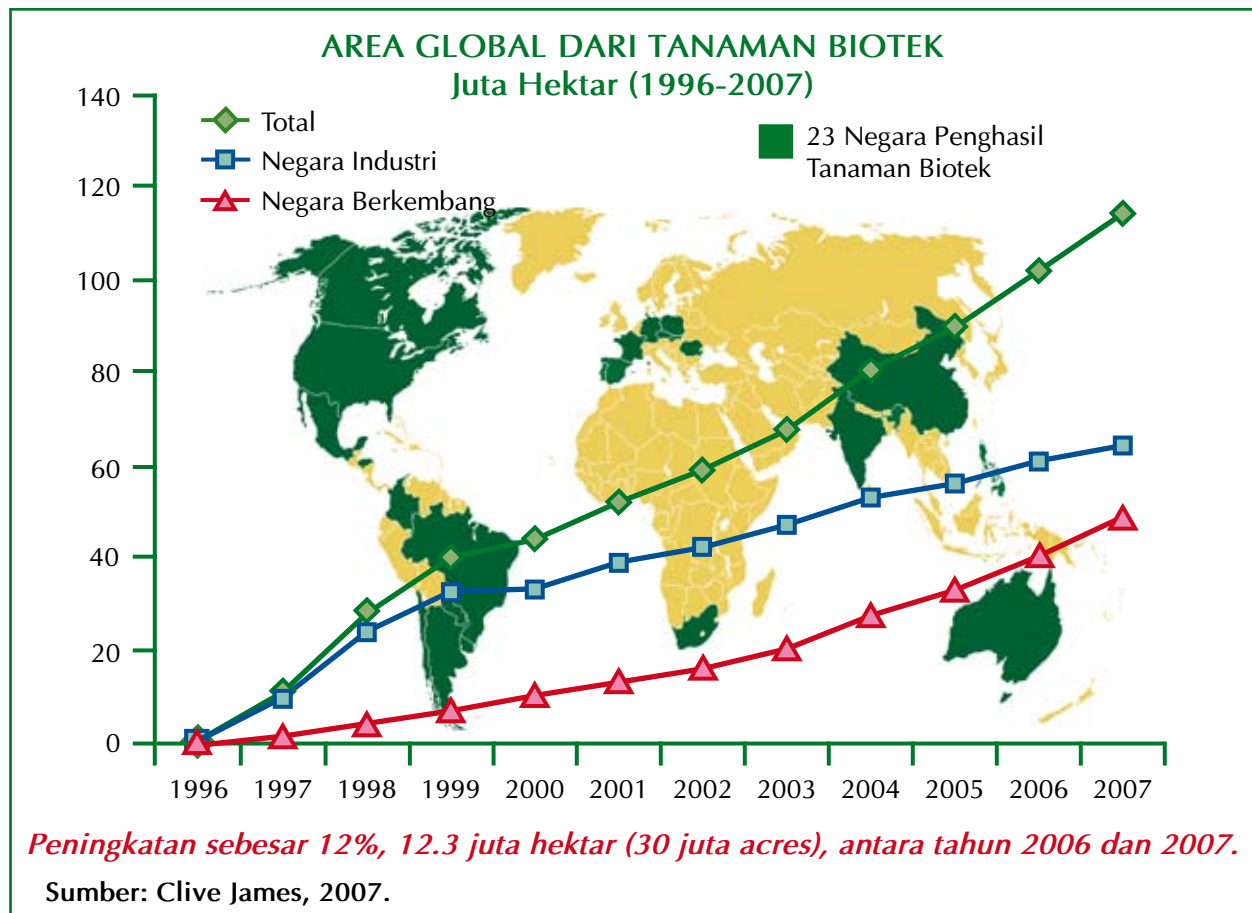 AREA GLOBAL DARI TANAMAN BIOTEK
Juta Hektar (1996-2007)
Total
Negara Industri
Negara Berkembang
23 Negara Penghasil
Tanaman Biotek
140
120
100
80
60
40
20
0
1996 1997 1998 1999 2000 2001 2002 2003 2004 2005 2006 2007
Peningkatan sebesar 12%, 12.3 juta hektar (30 juta acres), antara tahun 2006 dan 2007.
Sumber: Clive James, 2007.